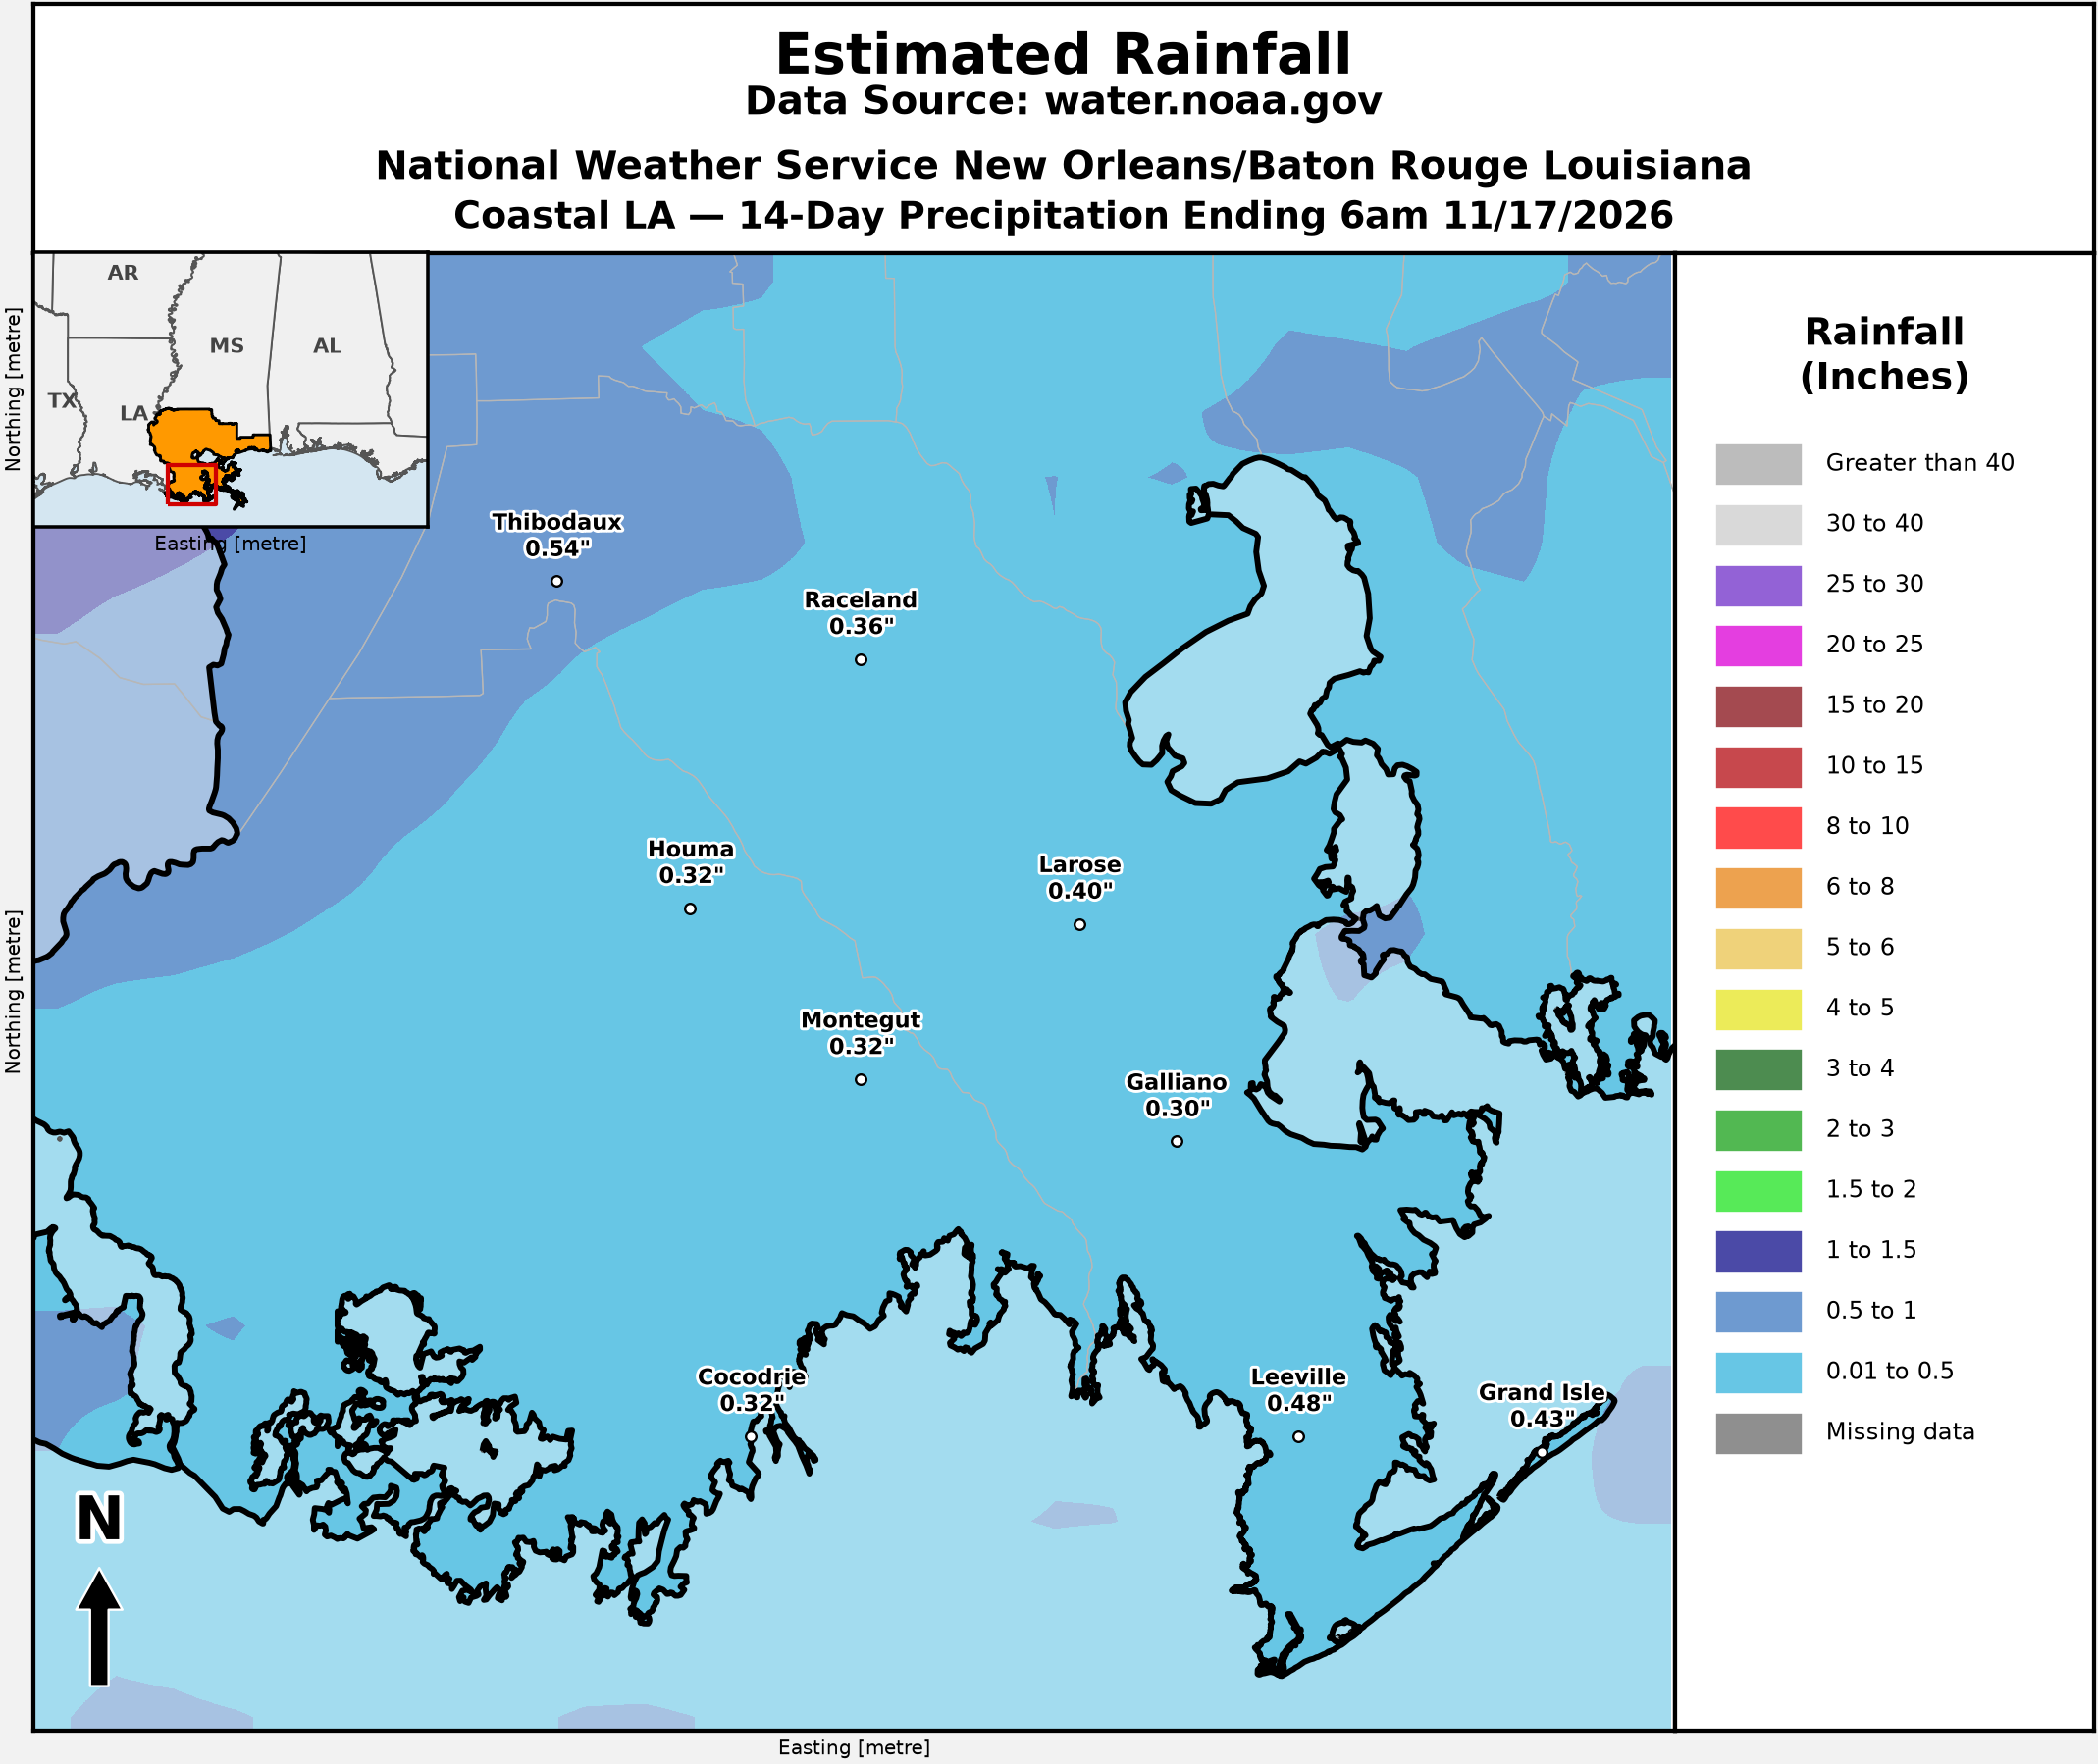 Estimated Rainfall
Data Source: water.noaa.gov
National Weather Service New Orleans/Baton Rouge Louisiana
Coastal LA — 14-Day Precipitation Ending 6am 11/17/2026
Northing [metre]
AR
MS
AL
TX
LA
Easting [metre]
Thibodaux
0.54"
Raceland
0.36"
Houma
0.32"
Larose
0.40"
Northing [metre]
Montegut
0.32"
Galliano
0.30"
Cocodrie
0.32"
Leeville
0.48"
Grand Isle
0.43"
N
Easting [metre]
Rainfall
(Inches)
Greater than 40
30 to 40
25 to 30
20 to 25
15 to 20
10 to 15
8 to 10
6 to 8
5 to 6
4 to 5
3 to 4
2 to 3
1.5 to 2
1 to 1.5
0.5 to 1
0.01 to 0.5
Missing data